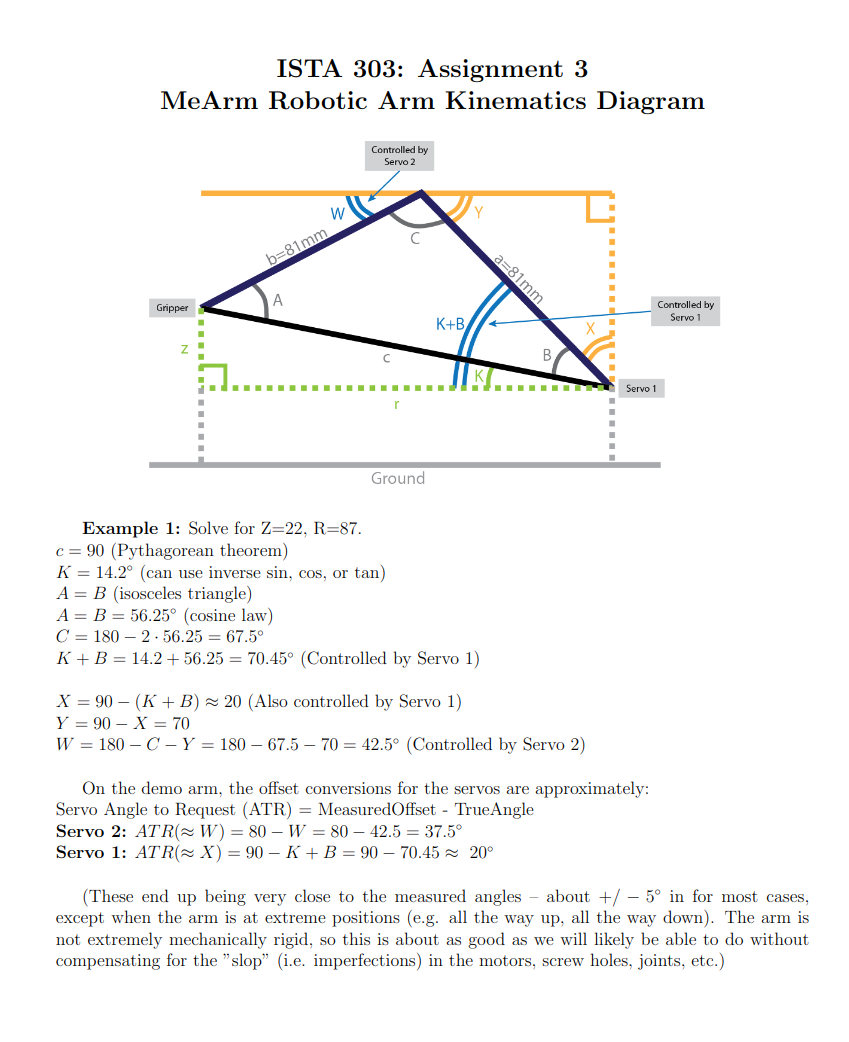 ISTA 303: Assignment 3
MeArm Robotic Arm Kinematics Diagram
Controlled by
Servo 2
W
Y
C
b=81mm
a=81mm
Gripper
A
K+B
Controlled by
Servo 1
X
z
c
B
K
Servo 1
r
Ground
Example 1: Solve for Z=22, R=87.
c = 90 (Pythagorean theorem)
K = 14.2° (can use inverse sin, cos, or tan)
A = B (isosceles triangle)
A = B = 56.25° (cosine law)
C = 180 − 2 · 56.25 = 67.5°
K + B = 14.2 + 56.25 = 70.45° (Controlled by Servo 1)
X = 90 − (K + B) ≈ 20 (Also controlled by Servo 1)
Y = 90 − X = 70
W = 180 − C − Y = 180 − 67.5 − 70 = 42.5° (Controlled by Servo 2)
On the demo arm, the offset conversions for the servos are approximately:
Servo Angle to Request (ATR) = MeasuredOffset - TrueAngle
Servo 2: ATR(≈ W) = 80 − W = 80 − 42.5 = 37.5°
Servo 1: ATR(≈ X) = 90 − K + B = 90 − 70.45 ≈ 20°
(These end up being very close to the measured angles – about +/ − 5° in for most cases,
except when the arm is at extreme positions (e.g. all the way up, all the way down). The arm is
not extremely mechanically rigid, so this is about as good as we will likely be able to do without
compensating for the ”slop” (i.e. imperfections) in the motors, screw holes, joints, etc.)